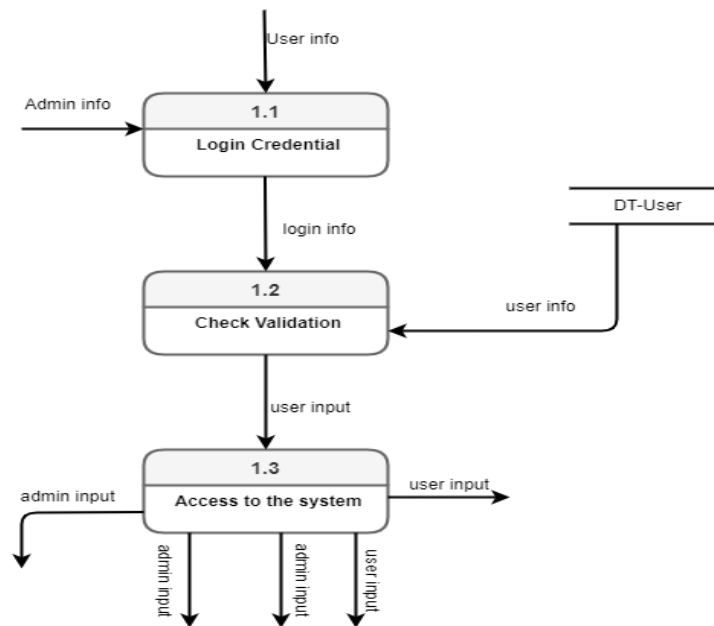 User info
Admin info
1.1
Login Credential
DT-User
login info
1.2
Check Validation
user info
user input
1.3
Access to the system
admin input
user input
admin input
admin input
user input